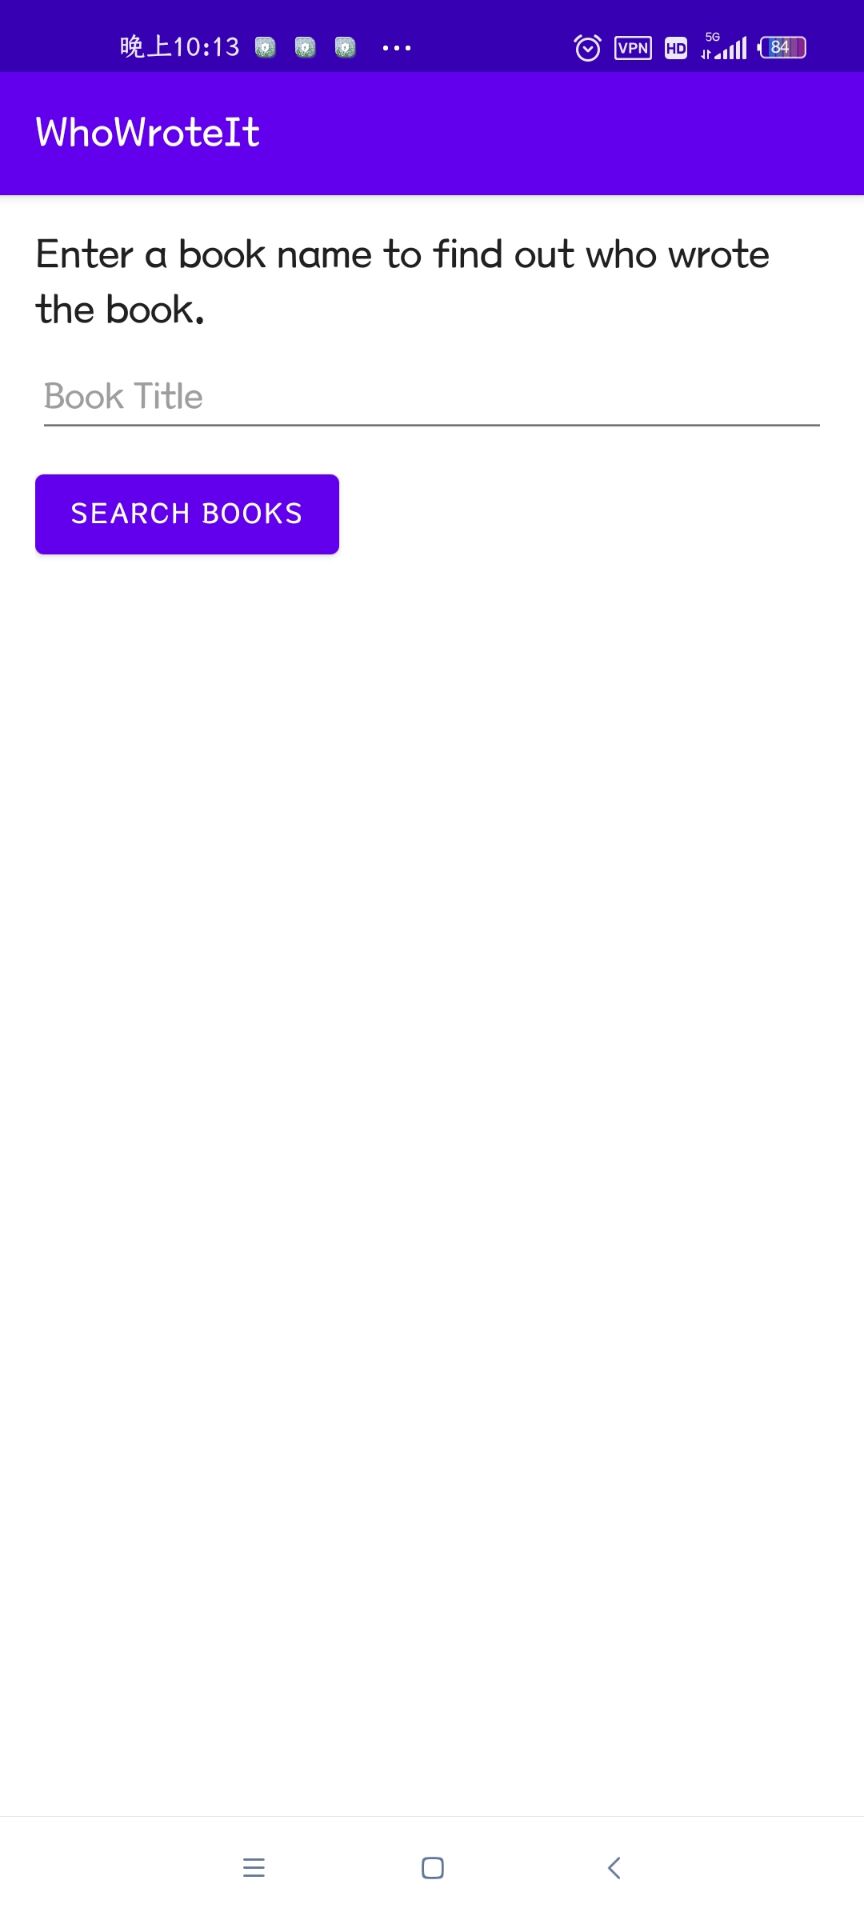 晚上10:13 VPN HD 5G 84
WhoWroteIt
Enter a book name to find out who wrote
the book.
Book Title
SEARCH BOOKS